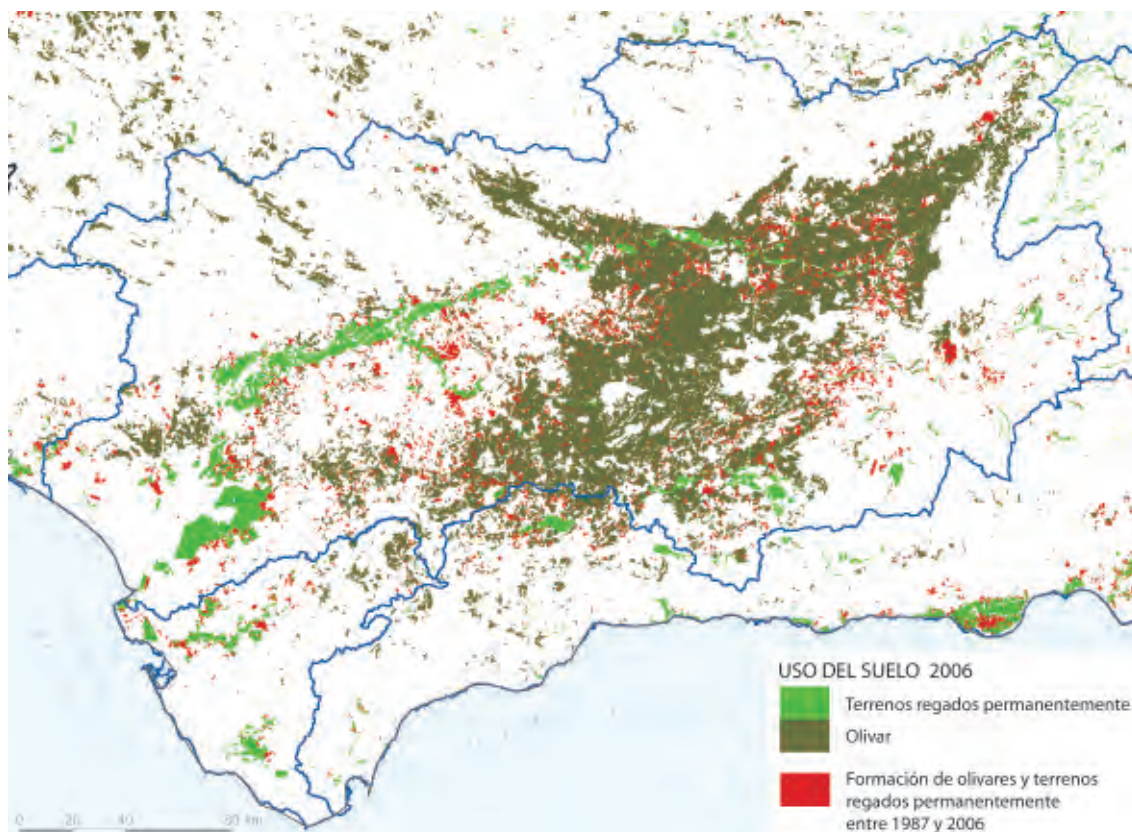 USO DEL SUELO 2006
Terrenos regados permanentemente
Olivar
Formación de olivares y terrenos
regados permanentemente
entre 1987 y 2006
0 20 40 80 km